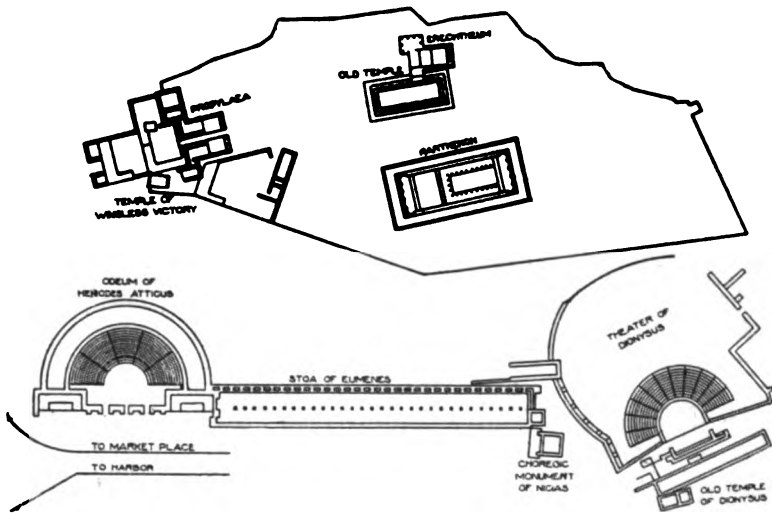 ERECHTHEUM
OLD TEMPLE
PROPYLAEA
PARTHENON
TEMPLE OF
WINGLESS VICTORY
ODEUM OF
HERODES ATTICUS
THEATER OF
DIONYSUS
STOA OF EUMENES
TO MARKET PLACE
TO HARBOR
CHOREGIC
MONUMENT
OF NICIAS
OLD TEMPLE
OF DIONYSUS